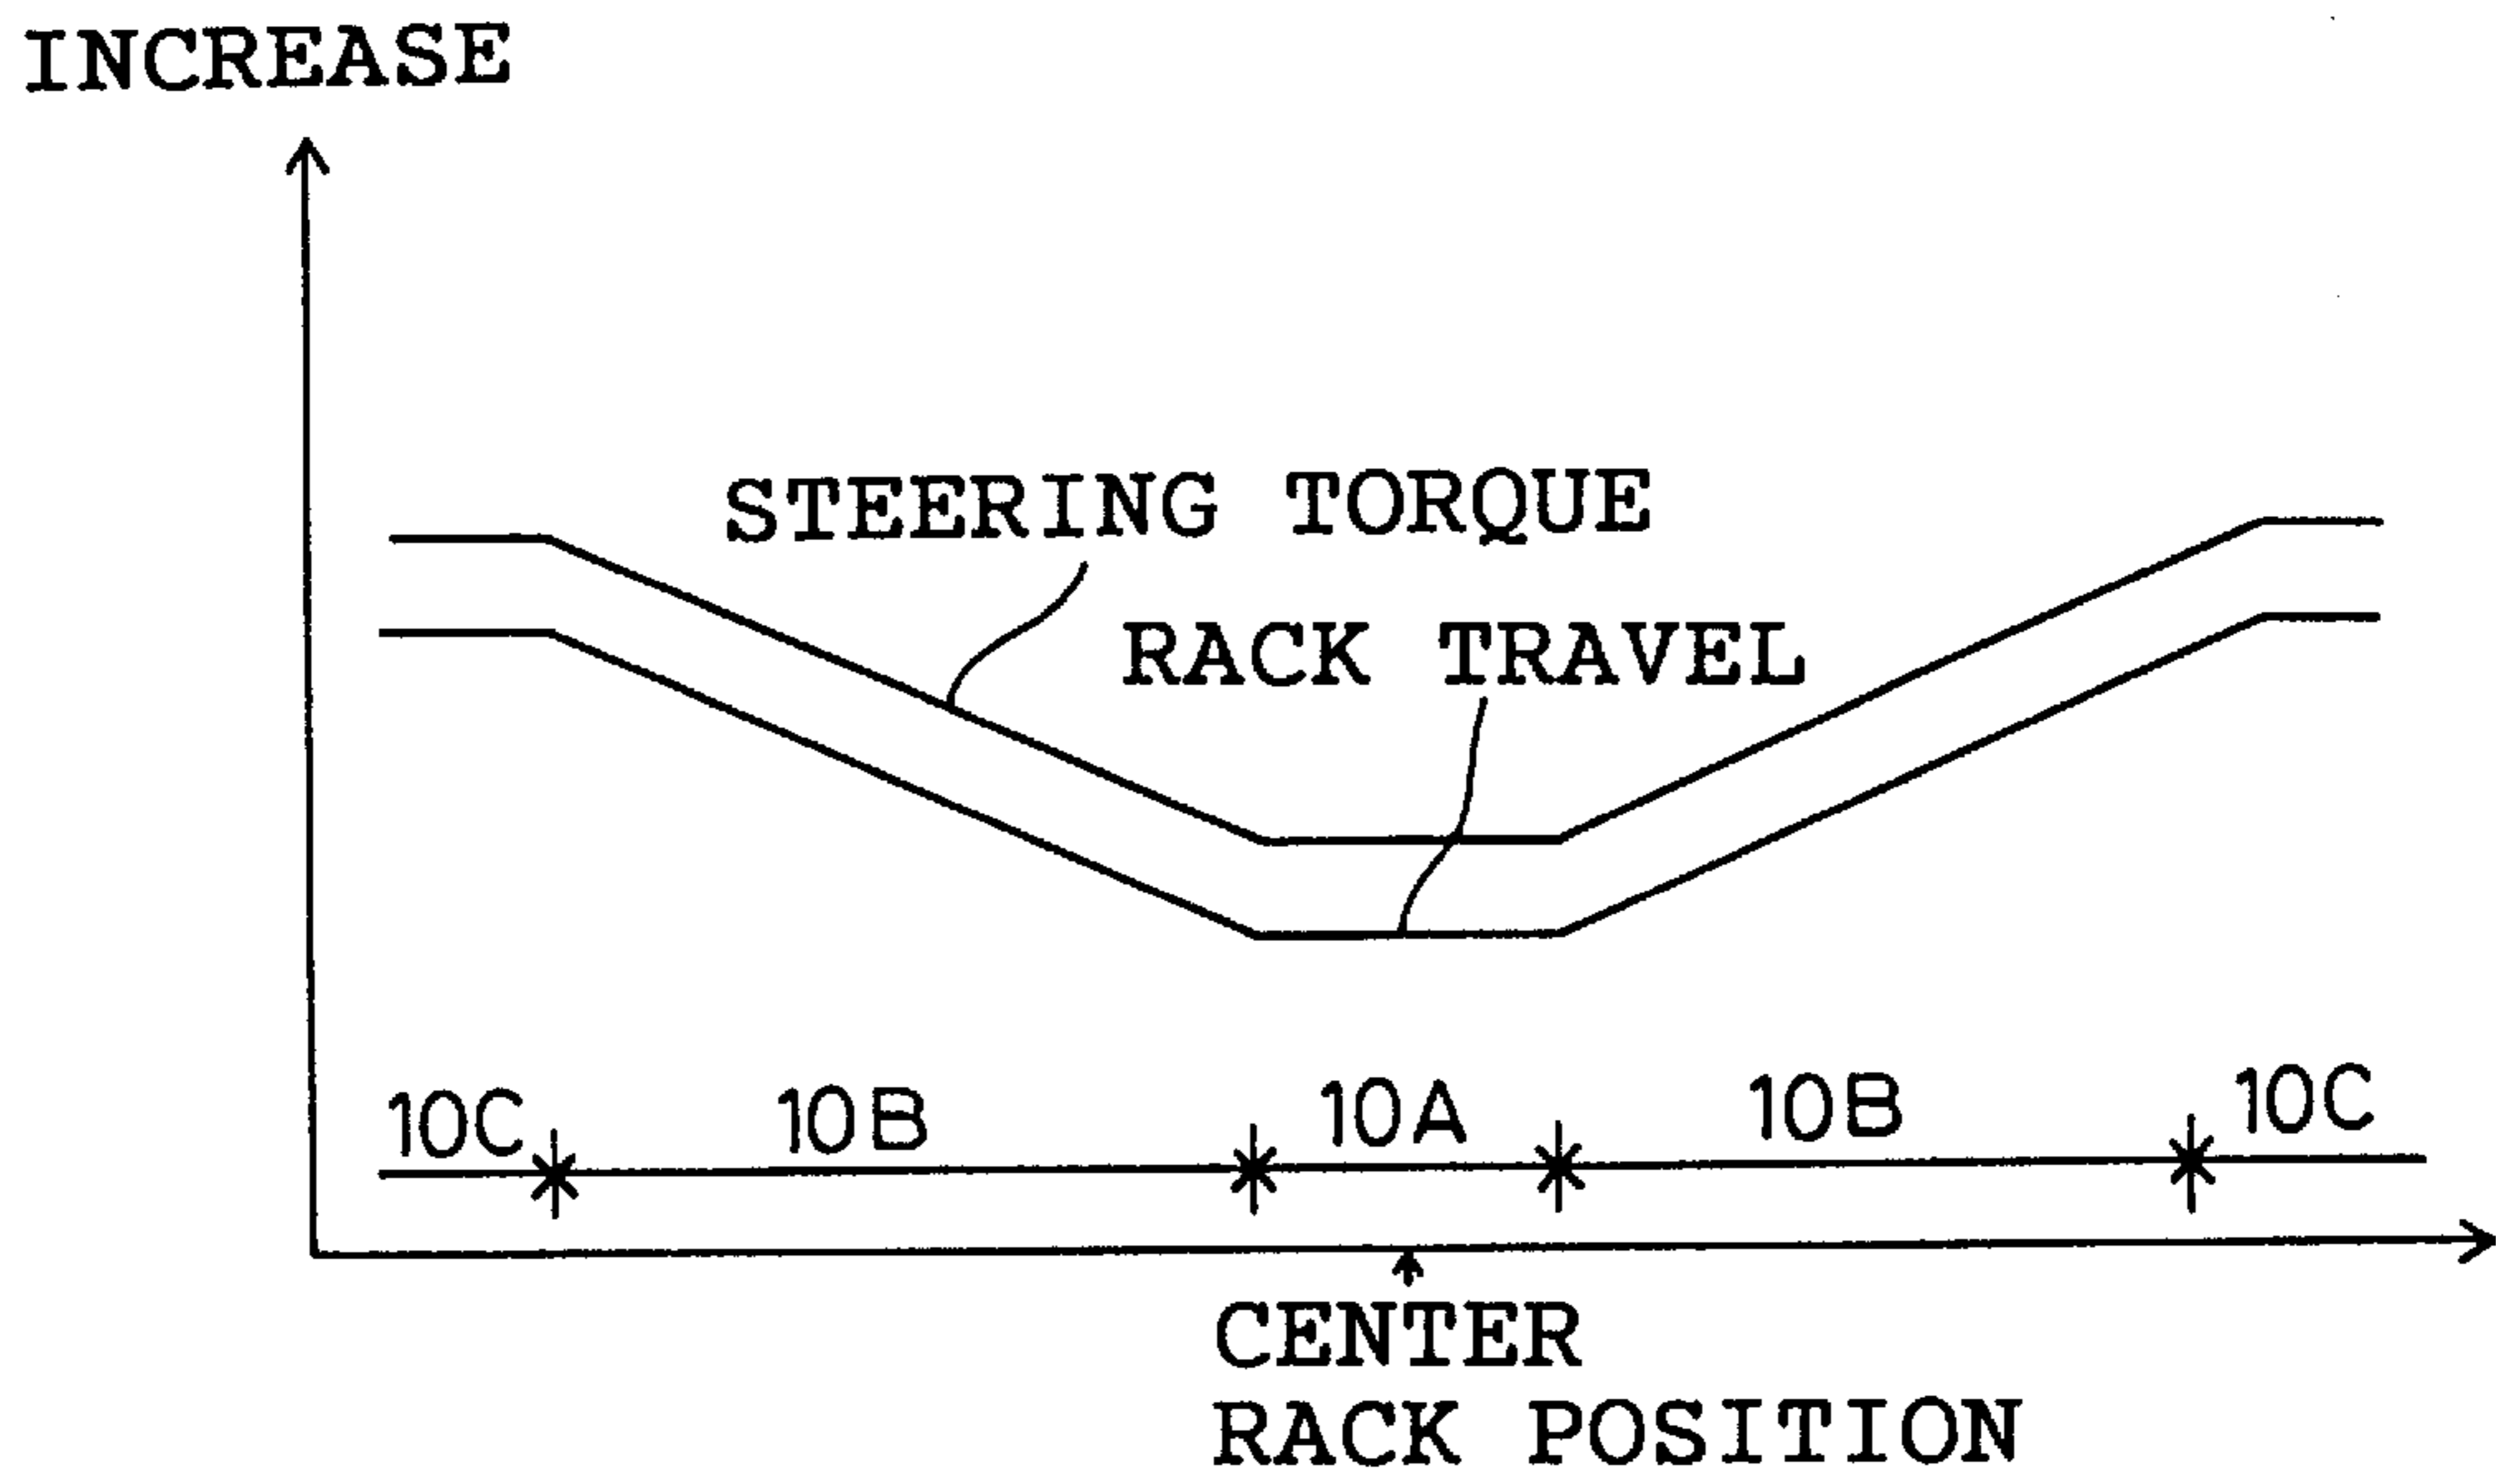 INCREASE
STEERING TORQUE
RACK TRAVEL
10C 10B 10A 10B 10C
CENTER
RACK POSITION